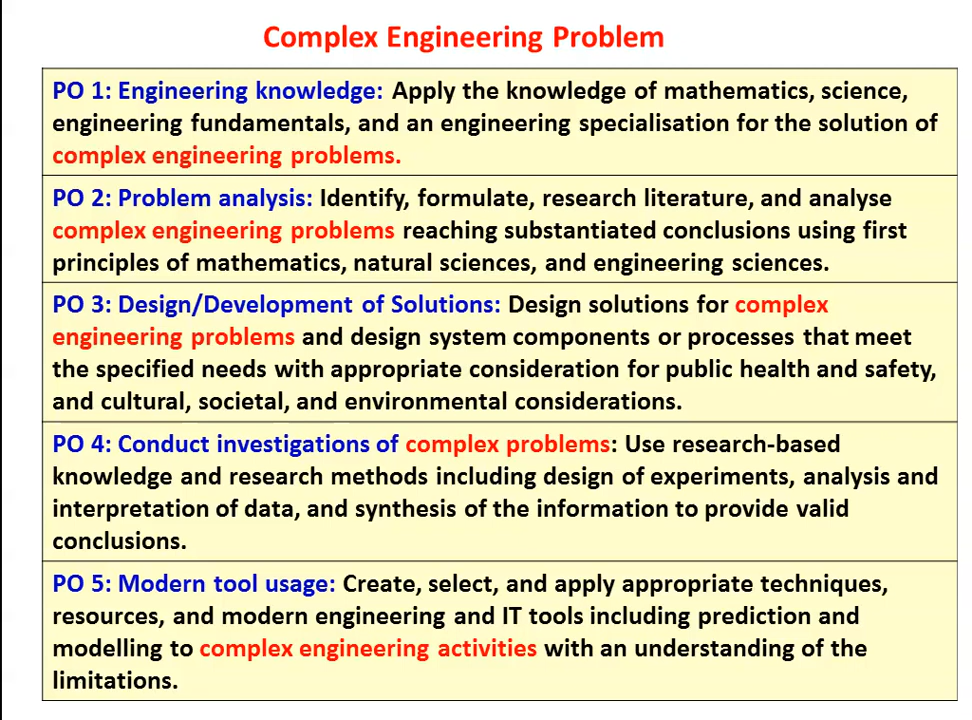 Complex Engineering Problem
PO 1: Engineering knowledge: Apply the knowledge of mathematics, science,
engineering fundamentals, and an engineering specialisation for the solution of
complex engineering problems.
PO 2: Problem analysis: Identify, formulate, research literature, and analyse
complex engineering problems reaching substantiated conclusions using first
principles of mathematics, natural sciences, and engineering sciences.
PO 3: Design/Development of Solutions: Design solutions for complex
engineering problems and design system components or processes that meet
the specified needs with appropriate consideration for public health and safety,
and cultural, societal, and environmental considerations.
PO 4: Conduct investigations of complex problems: Use research-based
knowledge and research methods including design of experiments, analysis and
interpretation of data, and synthesis of the information to provide valid
conclusions.
PO 5: Modern tool usage: Create, select, and apply appropriate techniques,
resources, and modern engineering and IT tools including prediction and
modelling to complex engineering activities with an understanding of the
limitations.